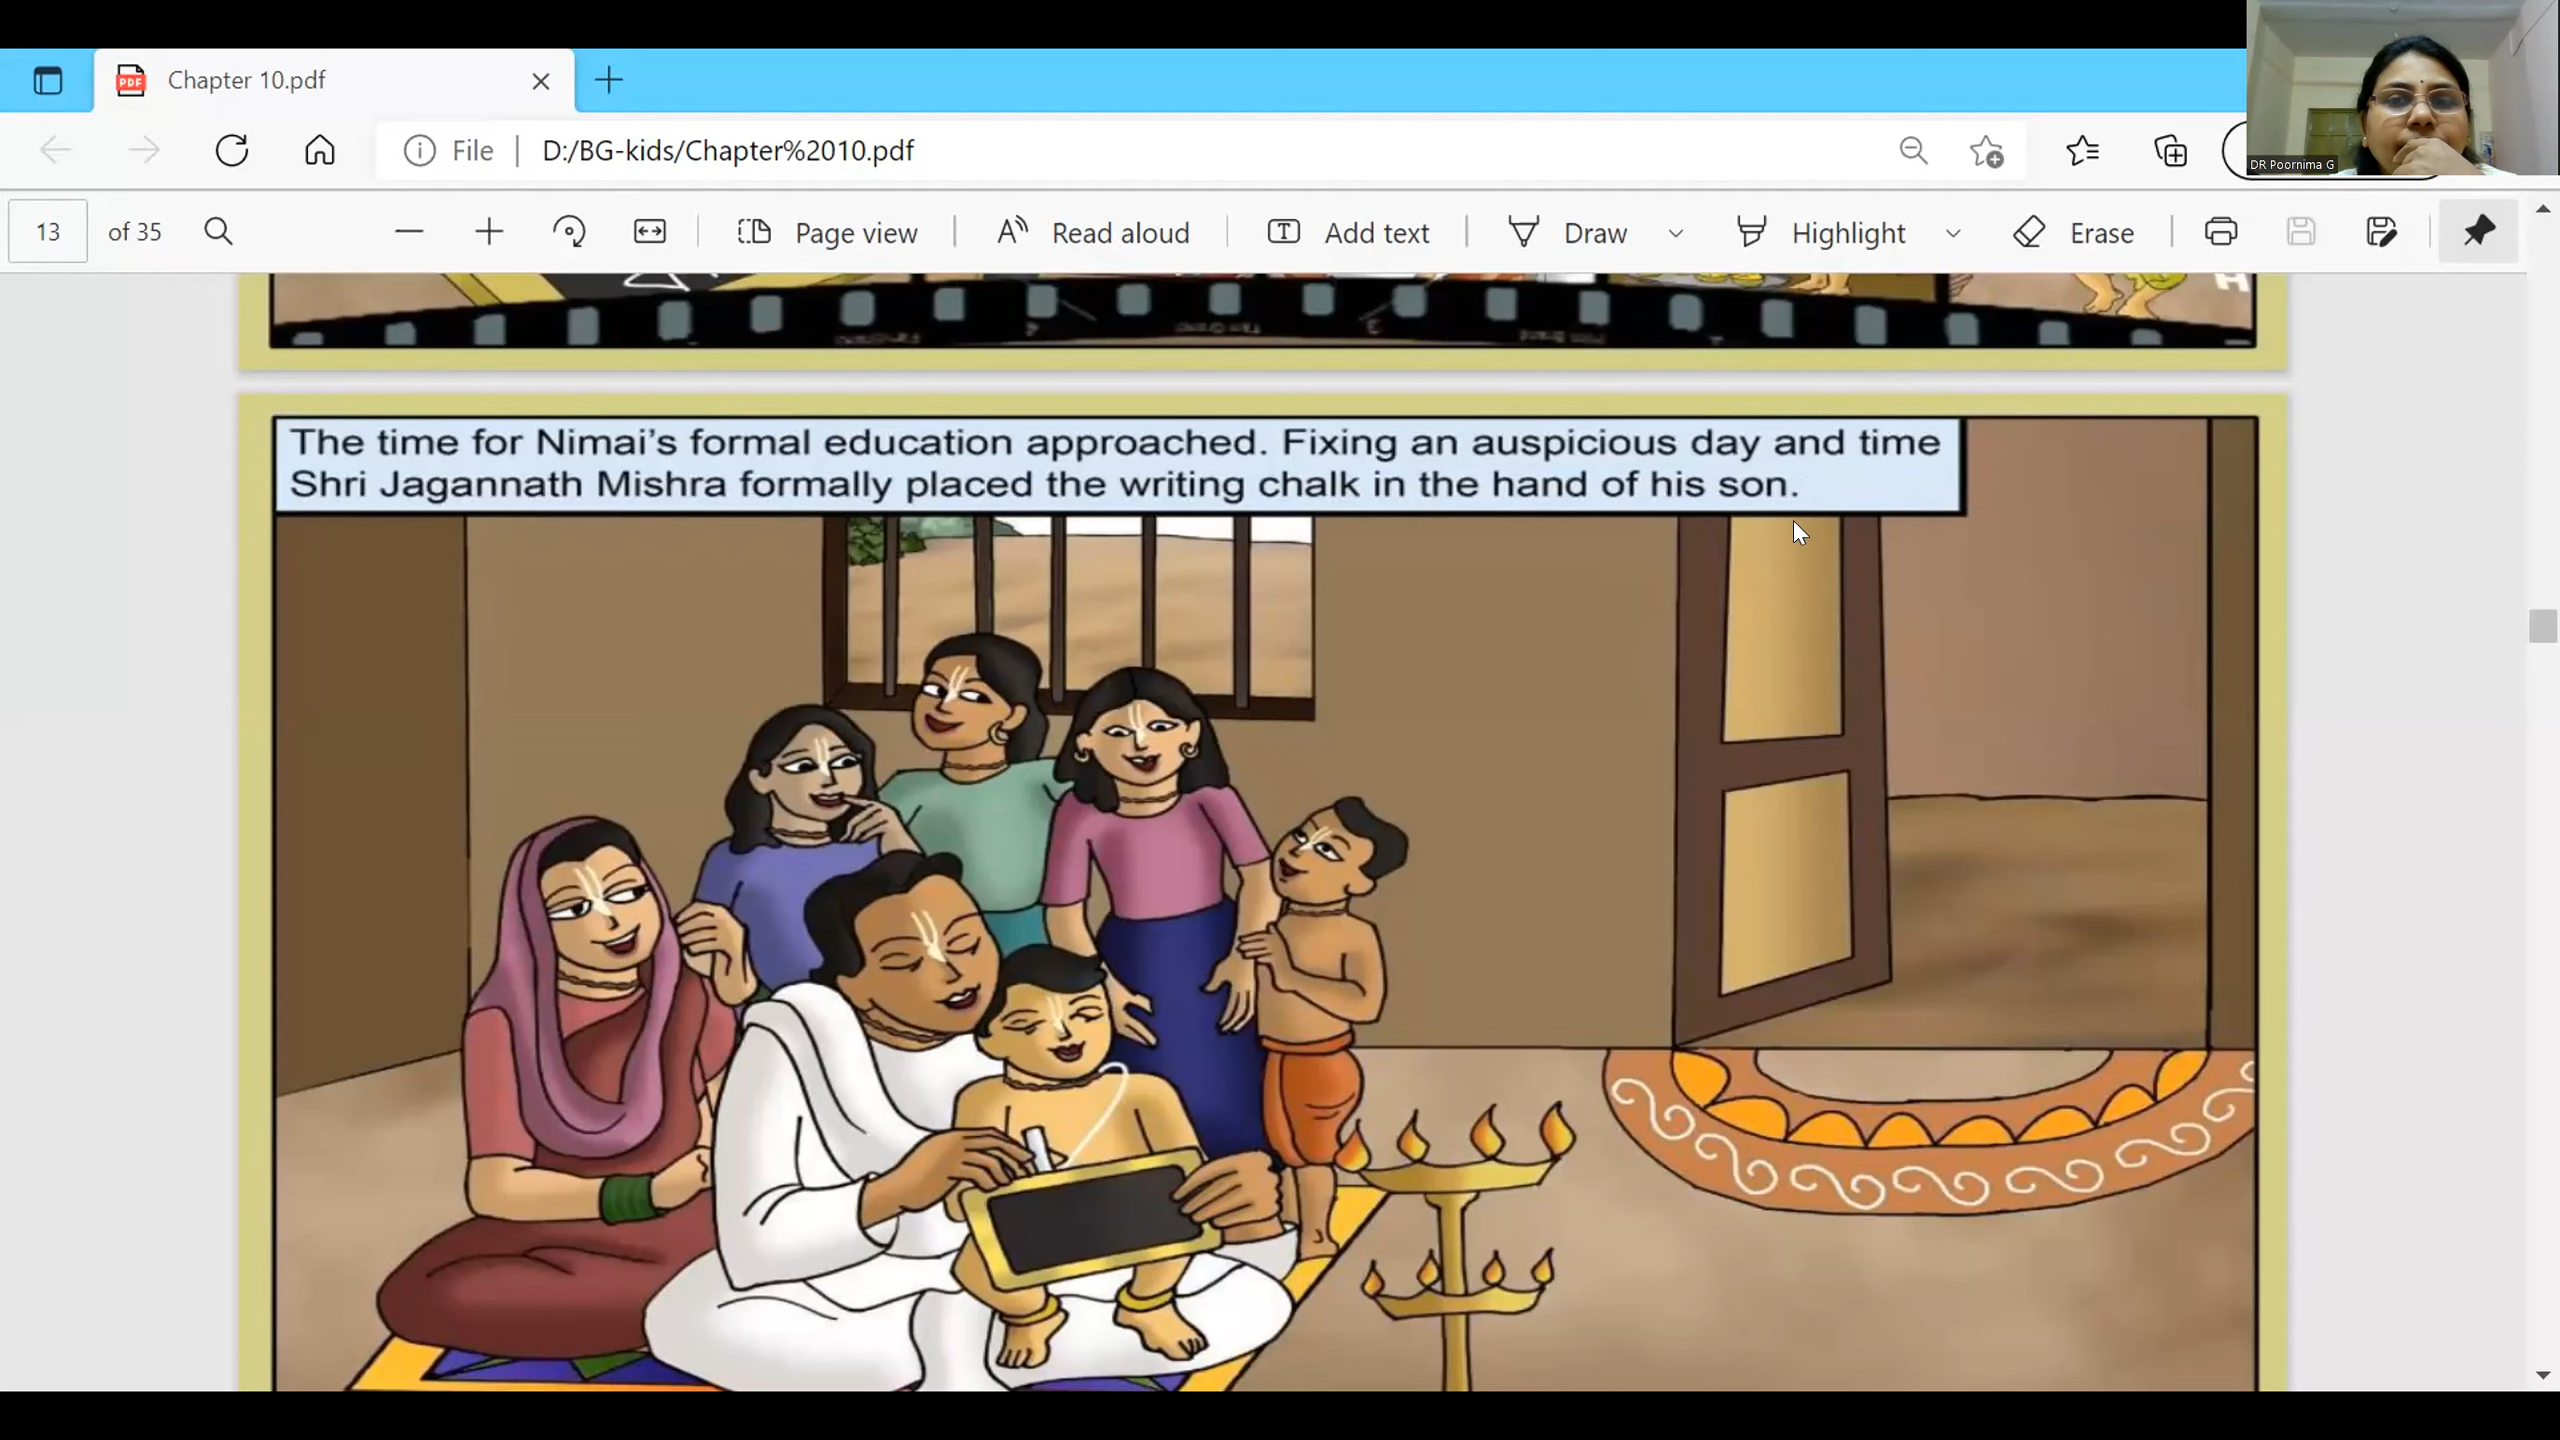 Chapter 10.pdf
File D:/BG-kids/Chapter%2010.pdf
DR Poornima G
13 of 35 Page view Read aloud Add text Draw Highlight Erase
The time for Nimai's formal education approached. Fixing an auspicious day and time
Shri Jagannath Mishra formally placed the writing chalk in the hand of his son.